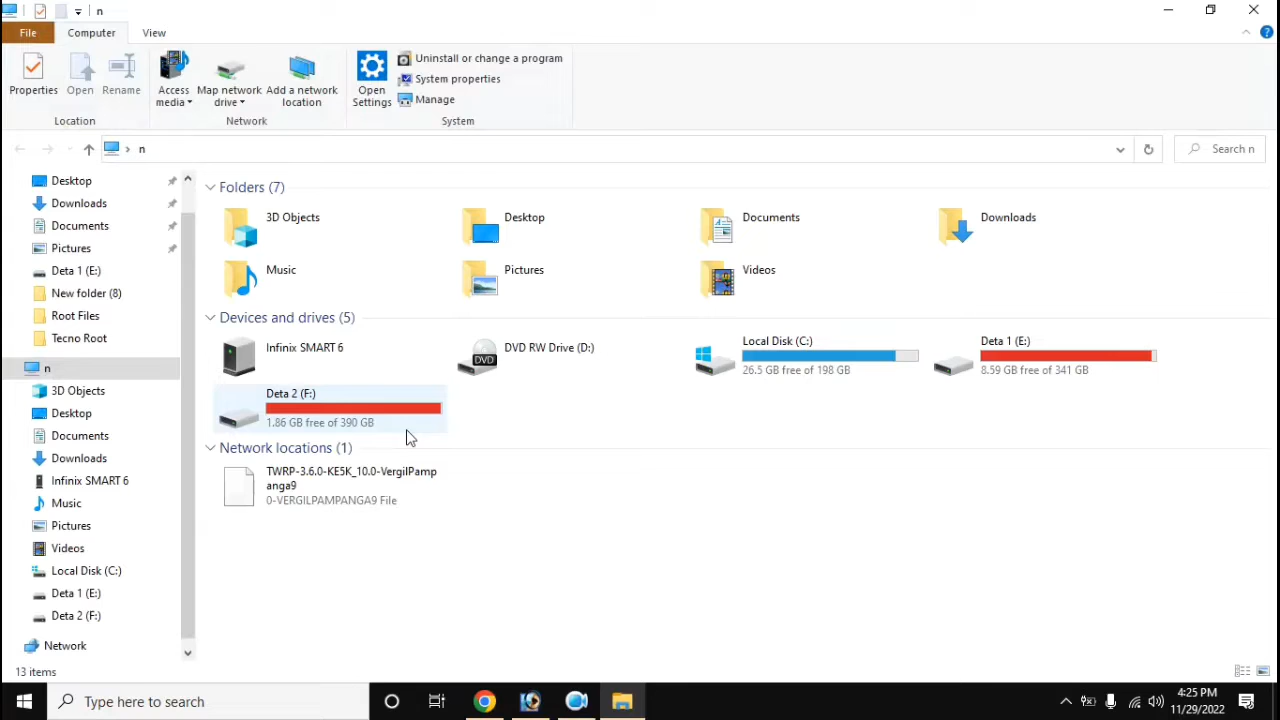 n
File
Computer
View
Properties
Open
Rename
Access media
Map network drive
Add a network location
Open Settings
Uninstall or change a program
System properties
Manage
Location
Network
System
n
Search n
Desktop
Downloads
Documents
Pictures
Deta 1 (E:)
New folder (8)
Root Files
Tecno Root
n
3D Objects
Desktop
Documents
Downloads
Infinix SMART 6
Music
Pictures
Videos
Local Disk (C:)
Deta 1 (E:)
Deta 2 (F:)
Network
Folders (7)
3D Objects
Desktop
Documents
Downloads
Music
Pictures
Videos
Devices and drives (5)
Infinix SMART 6
DVD RW Drive (D:)
DVD
Local Disk (C:)
26.5 GB free of 198 GB
Deta 1 (E:)
8.59 GB free of 341 GB
Deta 2 (F:)
1.86 GB free of 390 GB
Network locations (1)
TWRP-3.6.0-KE5K_10.0-VergilPamp
anga9
0-VERGILPAMPANGA9 File
13 items
Type here to search
4:25 PM
11/29/2022